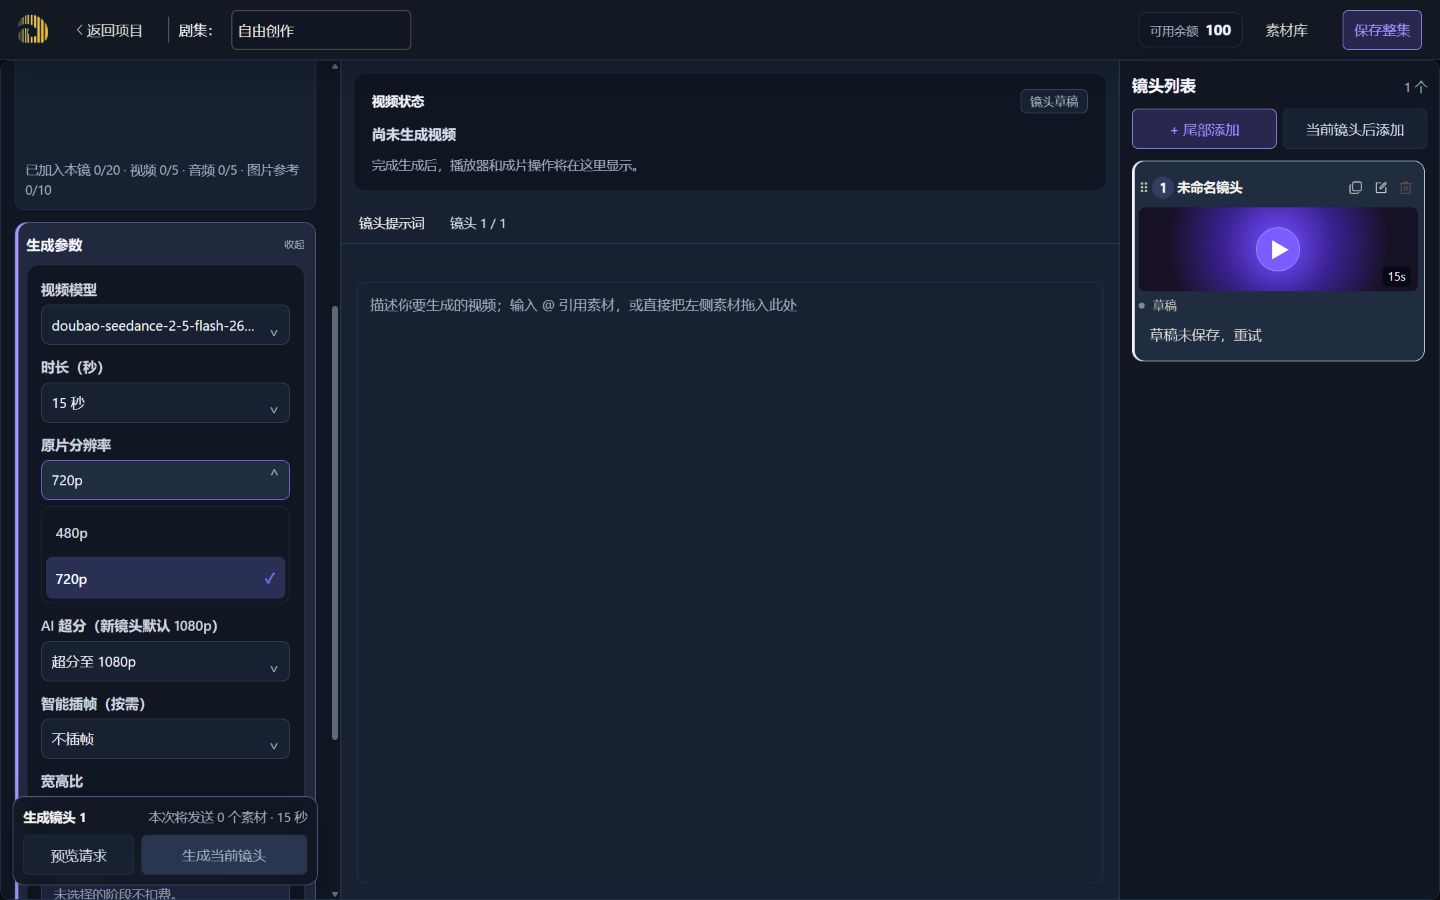 返回项目
剧集：
自由创作
可用余额 100
素材库
保存整集
已加入本镜 0/20 · 视频 0/5 · 音频 0/5 · 图片参考
0/10
生成参数
收起
视频模型
doubao-seedance-2-5-flash-26...
时长（秒）
15 秒
原片分辨率
720p
480p
720p
AI 超分（新镜头默认 1080p）
超分至 1080p
智能插帧（按需）
不插帧
宽高比
生成镜头 1
本次将发送 0 个素材 · 15 秒
预览请求
生成当前镜头
未选择的阶段不扣费。
视频状态
镜头草稿
尚未生成视频
完成生成后，播放器和成片操作将在这里显示。
镜头提示词
镜头 1 / 1
描述你要生成的视频；输入 @ 引用素材，或直接把左侧素材拖入此处
镜头列表
1 个
+ 尾部添加
当前镜头后添加
1 未命名镜头
15s
草稿
草稿未保存，重试